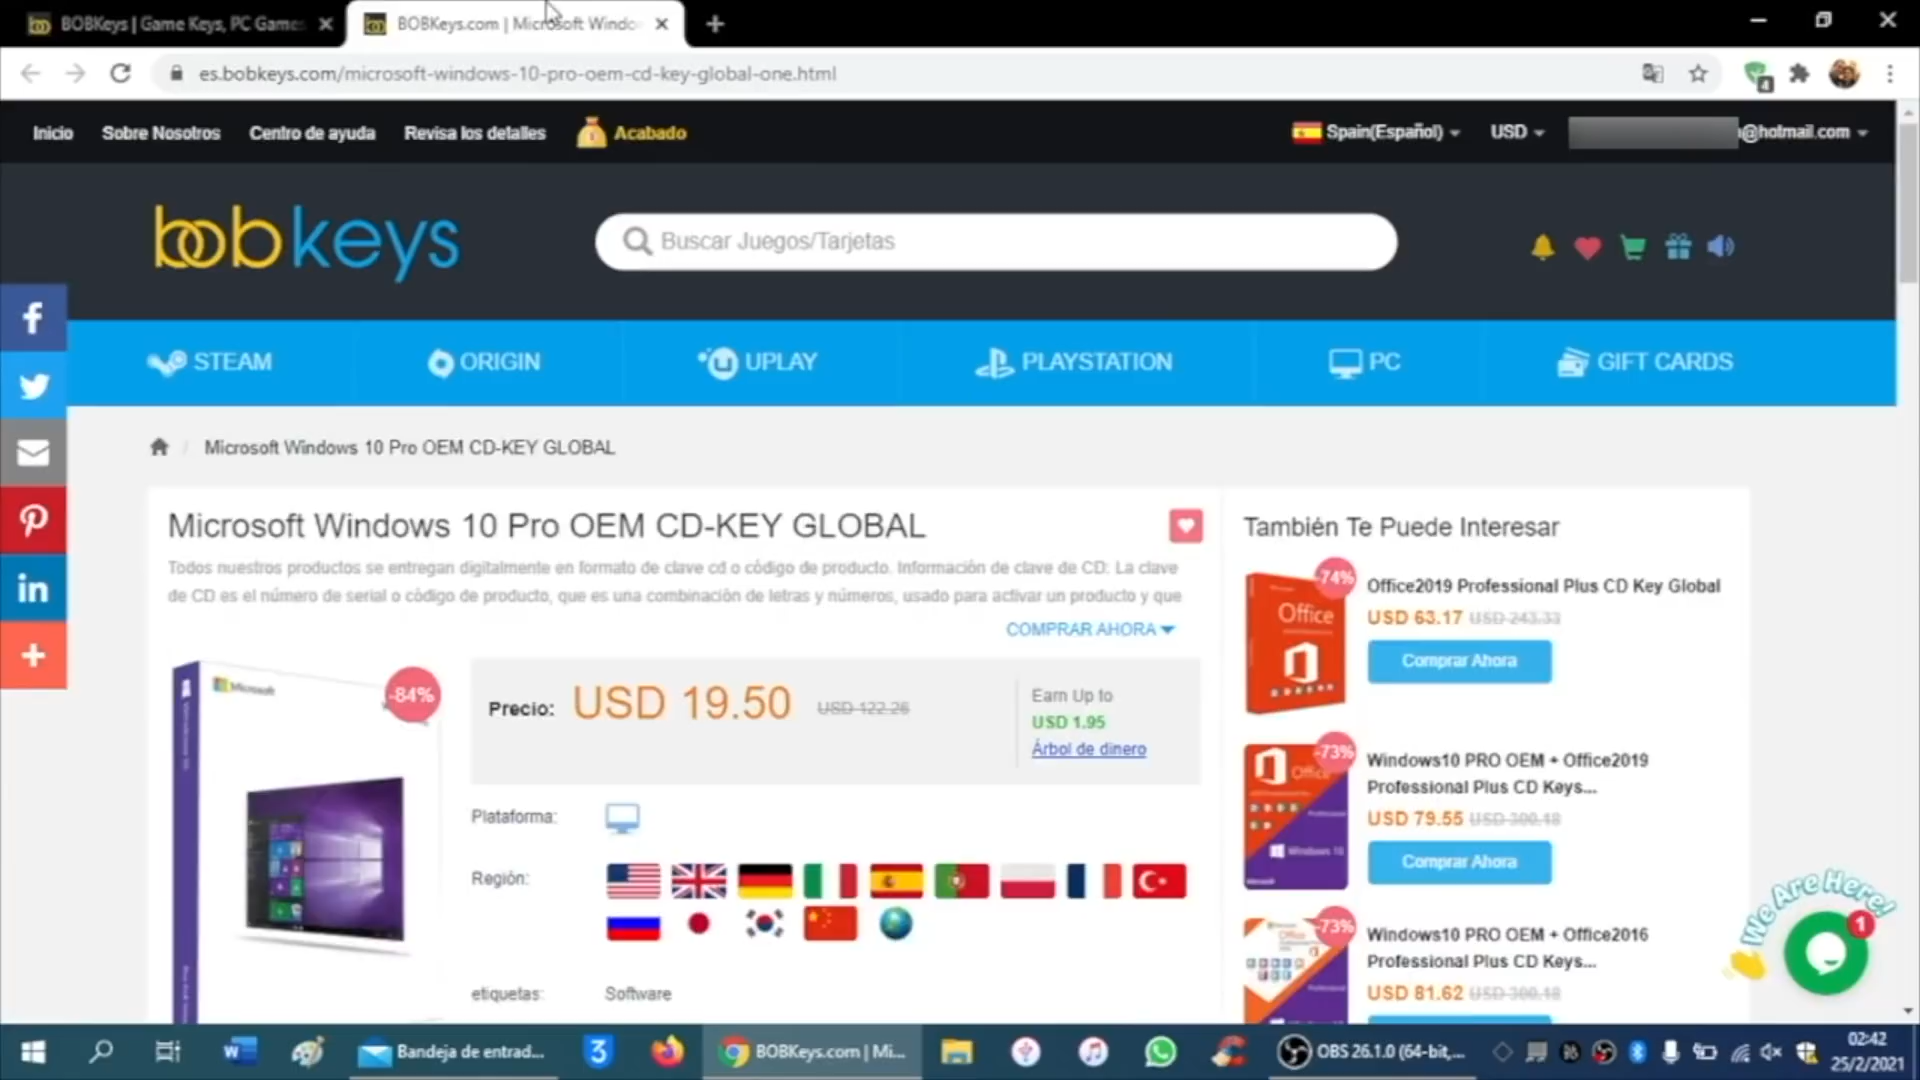 BOBKeys | Game Keys, PC Games
BOBKeys.com | Microsoft Windo
es.bobkeys.com/microsoft-windows-10-pro-oem-cd-key-global-one.html
4
Inicio
Sobre Nosotros
Centro de ayuda
Revisa los detalles
Acabado
Spain(Español)
USD
@hotmail.com
bobkeys
Buscar Juegos/Tarjetas
STEAM
ORIGIN
UPLAY
PLAYSTATION
PC
GIFT CARDS
/ Microsoft Windows 10 Pro OEM CD-KEY GLOBAL
Microsoft Windows 10 Pro OEM CD-KEY GLOBAL
Todos nuestros productos se entregan digitalmente en formato de clave cd o código de producto. Información de clave de CD: La clave
de CD es el número de serial o código de producto, que es una combinación de letras y números, usado para activar un producto y que
COMPRAR AHORA
Microsoft
-84%
Precio: USD 19.50 USD 122.26
Earn Up to
USD 1.95
Árbol de dinero
Plataforma:
Región:
etiquetas: Software
También Te Puede Interesar
-74%
Office
Office2019 Professional Plus CD Key Global
USD 63.17 USD 243.33
Comprar Ahora
-73%
Office
Windows 10
Windows10 PRO OEM + Office2019
Professional Plus CD Keys...
USD 79.55 USD 300.18
Comprar Ahora
-73%
Windows10 PRO OEM + Office2016
Professional Plus CD Keys...
USD 81.62 USD 300.18
We Are Here!
1
Bandeja de entrad...
BOBKeys.com | Mi...
OBS 26.1.0 (64-bit,...
02:42
25/2/2021